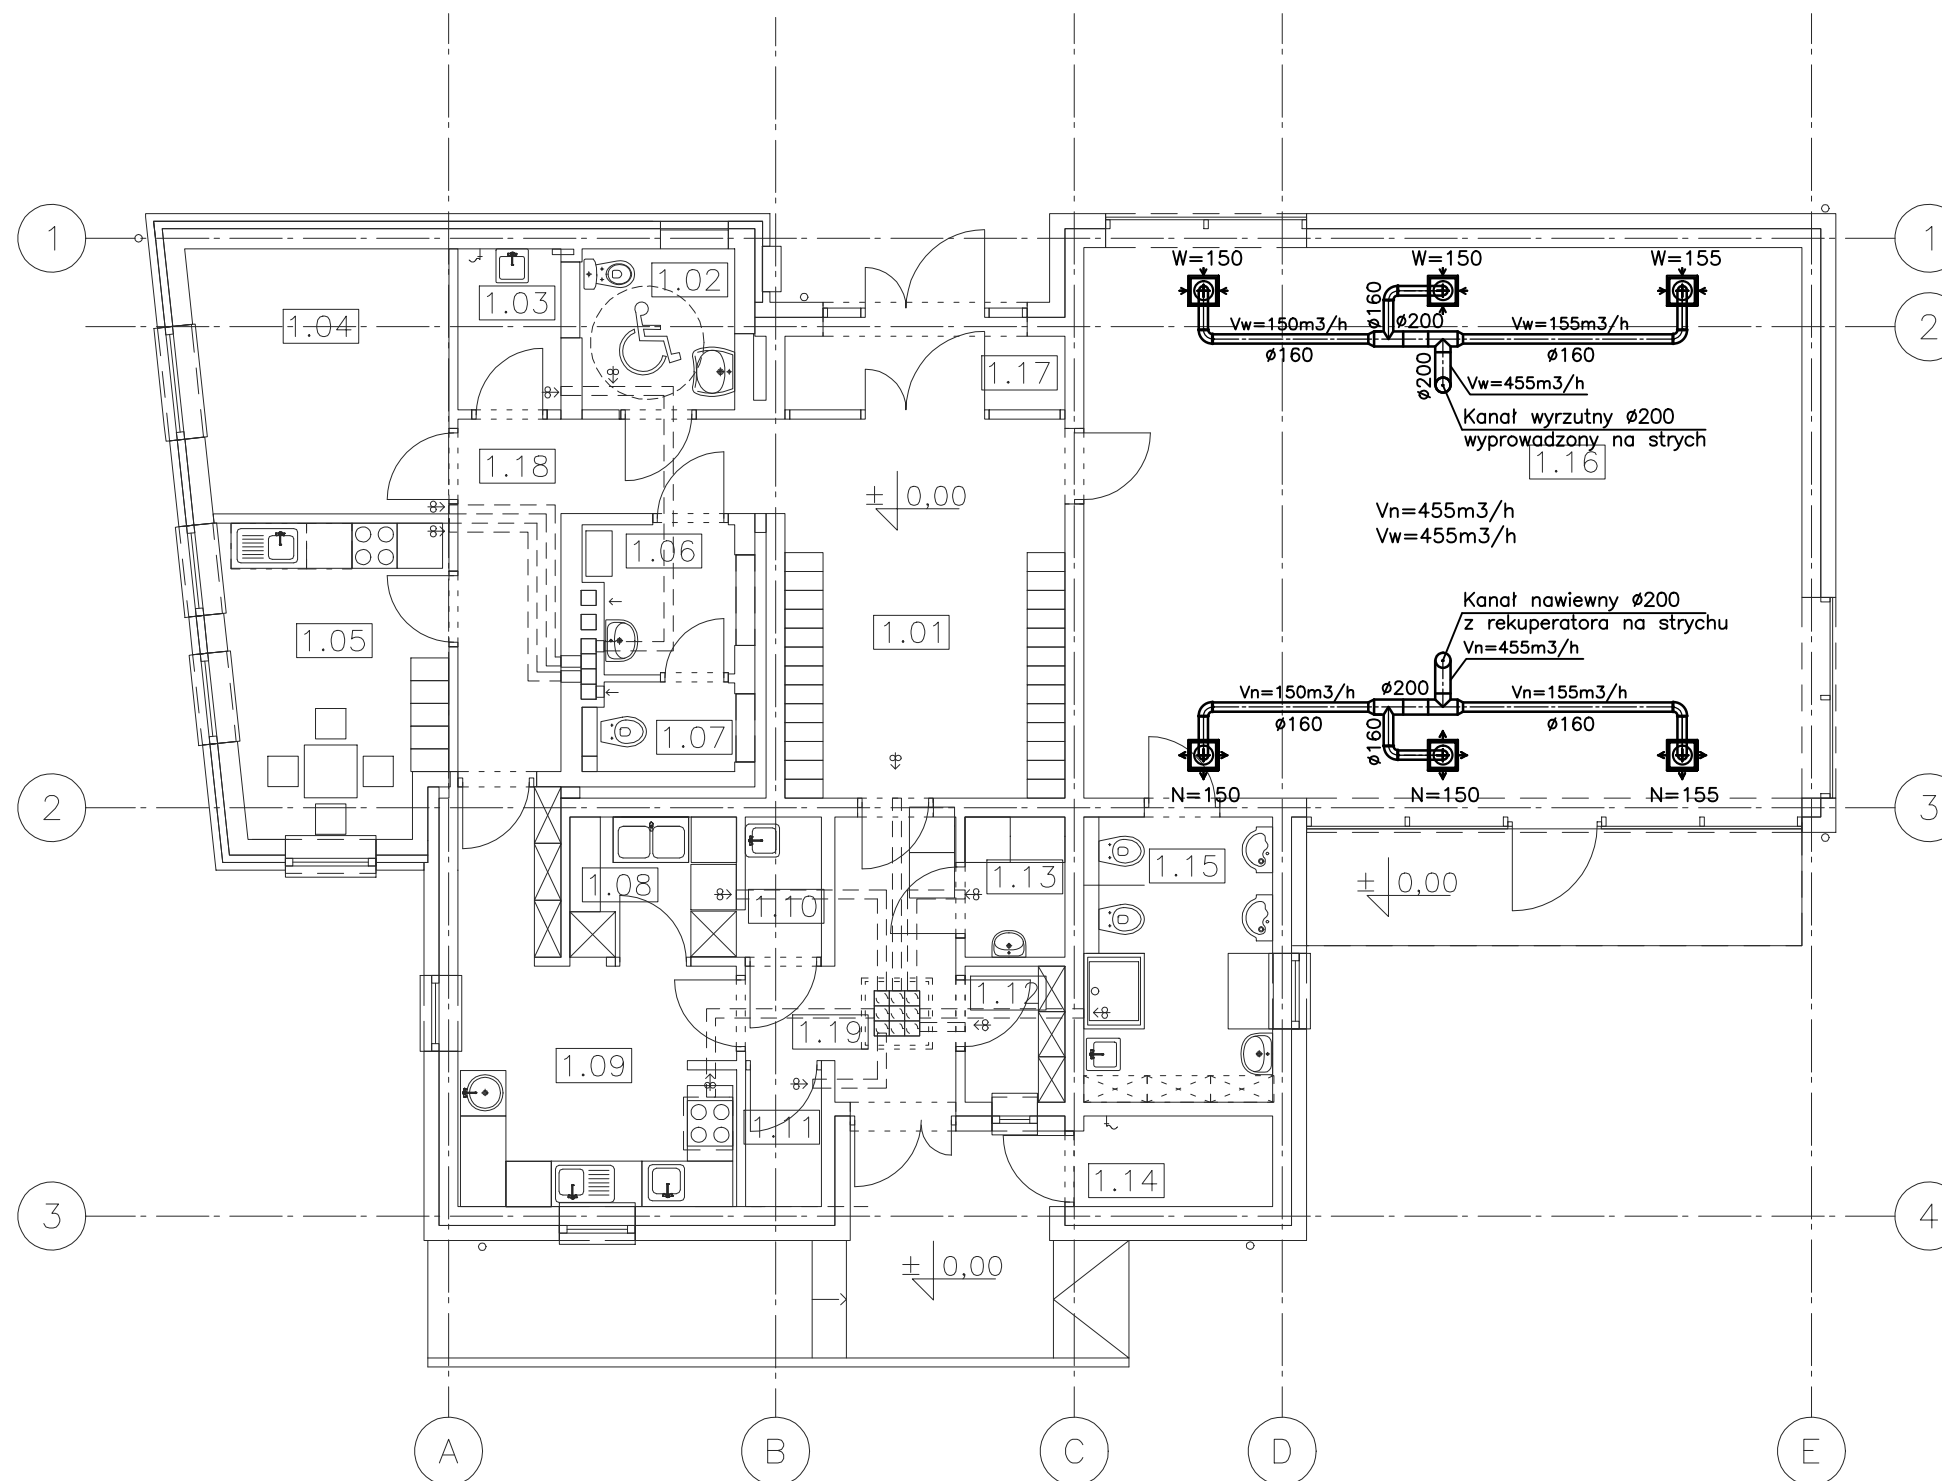 1
1
W=150
W=150
W=155
1.02
1.03
1.04
ø160
ø200
Vw=150m3/h
Vw=155m3/h
2
ø160
ø160
1.17
ø200
Vw=455m3/h
Kanał wyrzutny ø200
wyprowadzony na strych
1.18
1.16
± 0,00
Vn=455m3/h
Vw=455m3/h
1.06
Kanał nawiewny ø200
z rekuperatora na strychu
1.05
1.01
Vn=455m3/h
Vn=150m3/h
ø200
Vn=155m3/h
ø160
ø160
ø160
1.07
N=150
N=150
N=155
2
3
1.08
1.10
1.13
1.15
± 0,00
1.12
1.19
1.09
1.11
1.14
3
4
± 0,00
A
B
C
D
E